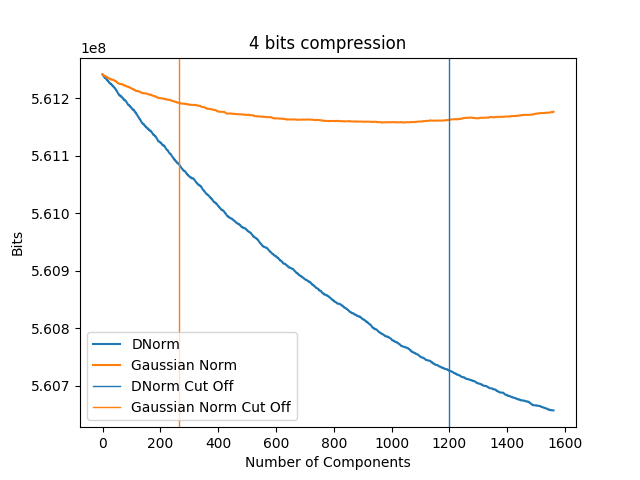 4 bits compression
1e8
5.612
5.611
5.610
5.609
5.608
5.607
Bits
DNorm
Gaussian Norm
DNorm Cut Off
Gaussian Norm Cut Off
0 200 400 600 800 1000 1200 1400 1600
Number of Components